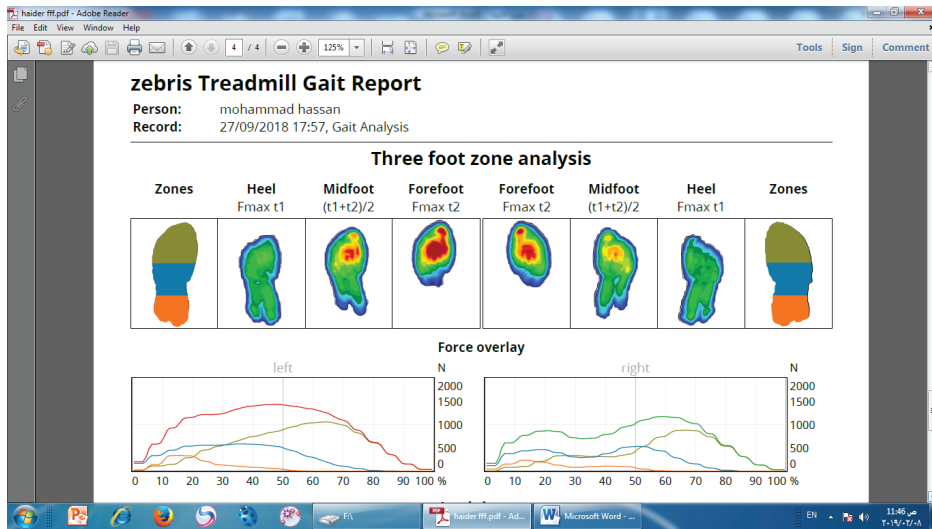 haider fff.pdf - Adobe Reader
File Edit View Window Help
4 / 4 125% Tools Sign Comment
zebris Treadmill Gait Report
Person: mohammad hassan
Record: 27/09/2018 17:57, Gait Analysis
Three foot zone analysis
Zones Heel Midfoot Forefoot Forefoot Midfoot Heel Zones
Fmax t1 (t1+t2)/2 Fmax t2 Fmax t2 (t1+t2)/2 Fmax t1
Force overlay
left N right N
2000 2000
1500 1500
1000 1000
500 500
0 0
0 10 20 30 40 50 60 70 80 90 100 % 0 10 20 30 40 50 60 70 80 90 100 %
F:\ haider fff.pdf - Ad... Microsoft Word - ... EN 11:46 ص
٢٠١٩/٠٢/٠٨